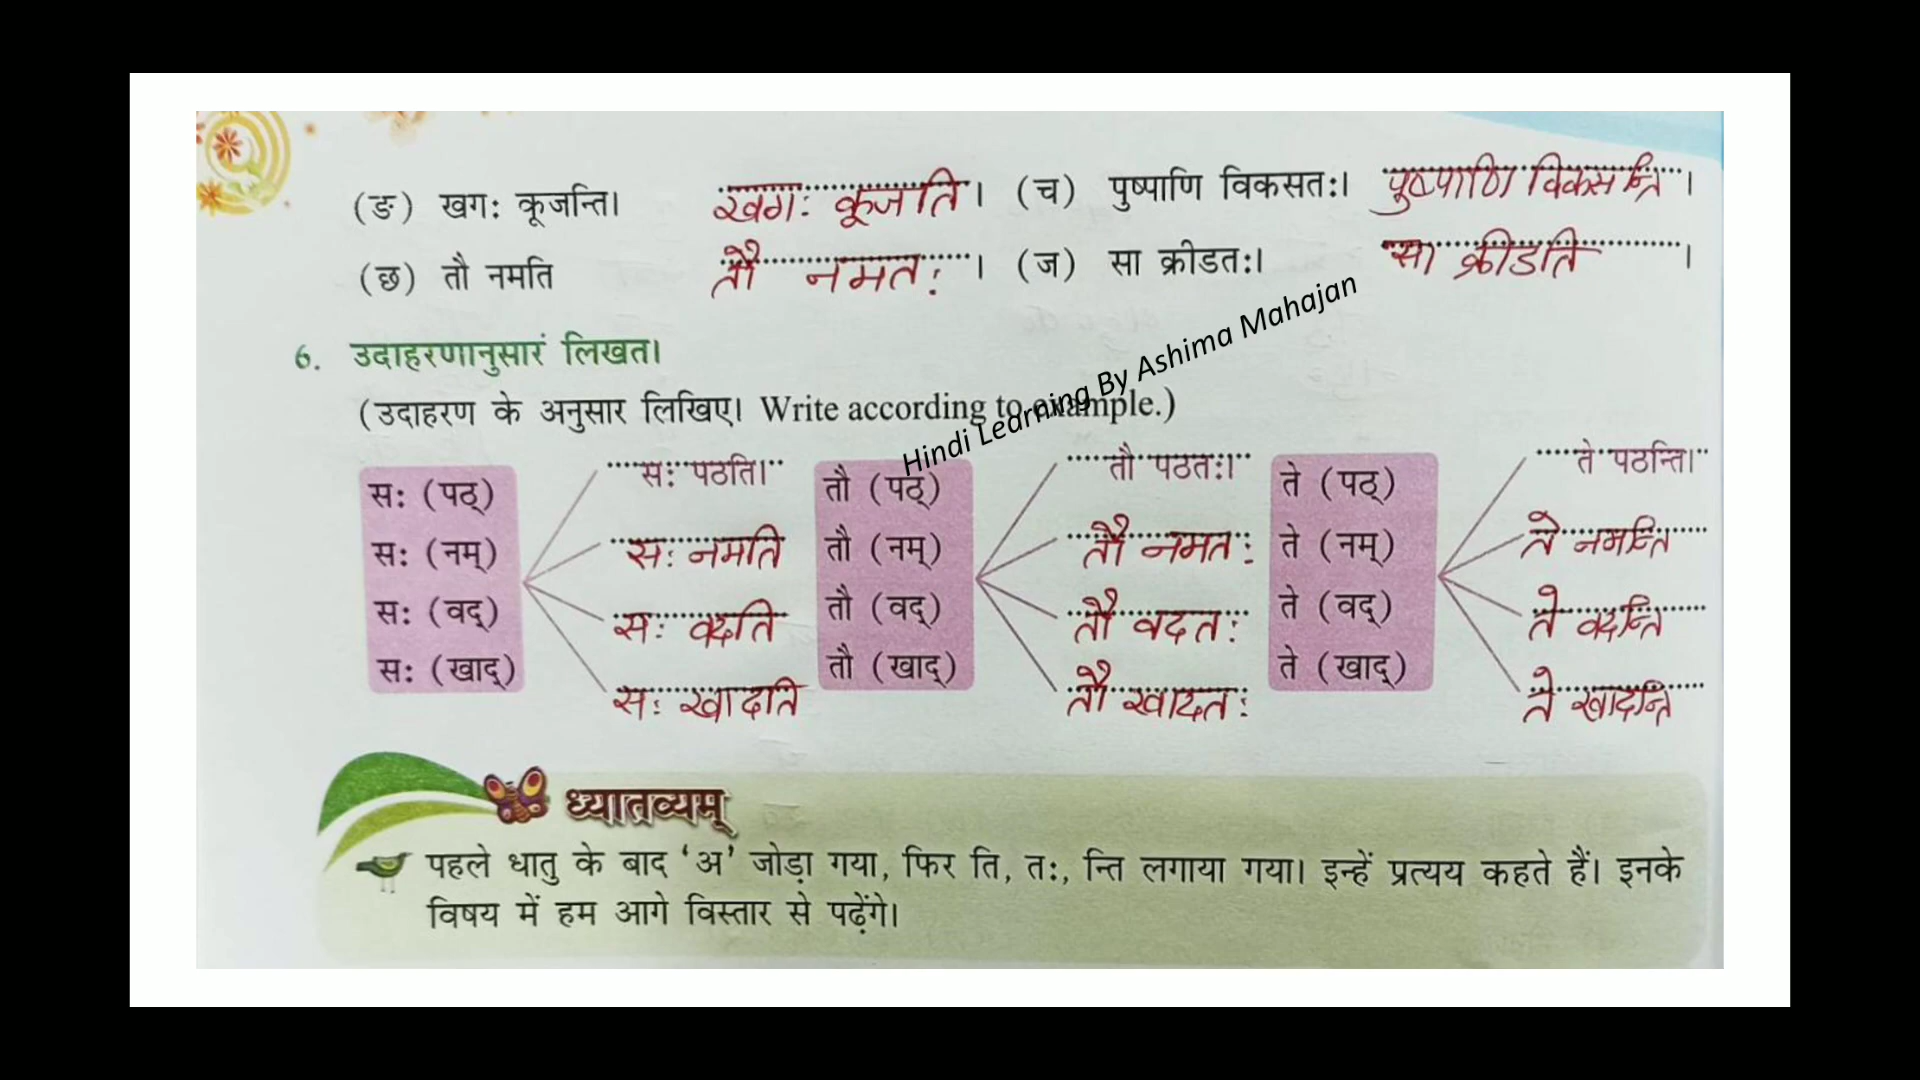 (ङ) खगः कूजन्ति। खगः कूजति। (च) पुष्पाणि विकसतः। पुष्पाणि विकसन्ति।
(छ) तौ नमति तौ नमतः। (ज) सा क्रीडतः। सा क्रीडति।
Hindi Learning By Ashima Mahajan
6. उदाहरणानुसारं लिखत।
(उदाहरण के अनुसार लिखिए। Write according to example.)
सः (पठ्) सः पठति। तौ (पठ्) तौ पठतः। ते (पठ्) ते पठन्ति।
सः (नम्) सः नमति तौ (नम्) तौ नमतः ते (नम्) ते नमन्ति
सः (वद्) सः वदति तौ (वद्) तौ वदतः ते (वद्) ते वदन्ति
सः (खाद्) सः खादति तौ (खाद्) तौ खादतः ते (खाद्) ते खादन्ति
ध्यातव्यम्
पहले धातु के बाद ‘अ’ जोड़ा गया, फिर ति, तः, न्ति लगाया गया। इन्हें प्रत्यय कहते हैं। इनके
विषय में हम आगे विस्तार से पढ़ेंगे।